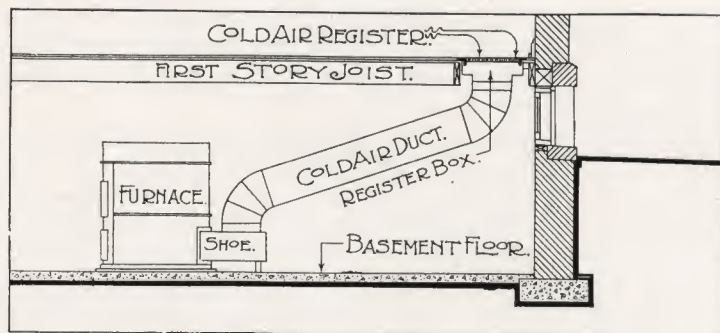 COLD AIR REGISTER.
FIRST STORY JOIST.
COLD AIR DUCT.
REGISTER BOX.
FURNACE.
SHOE.
BASEMENT FLOOR.